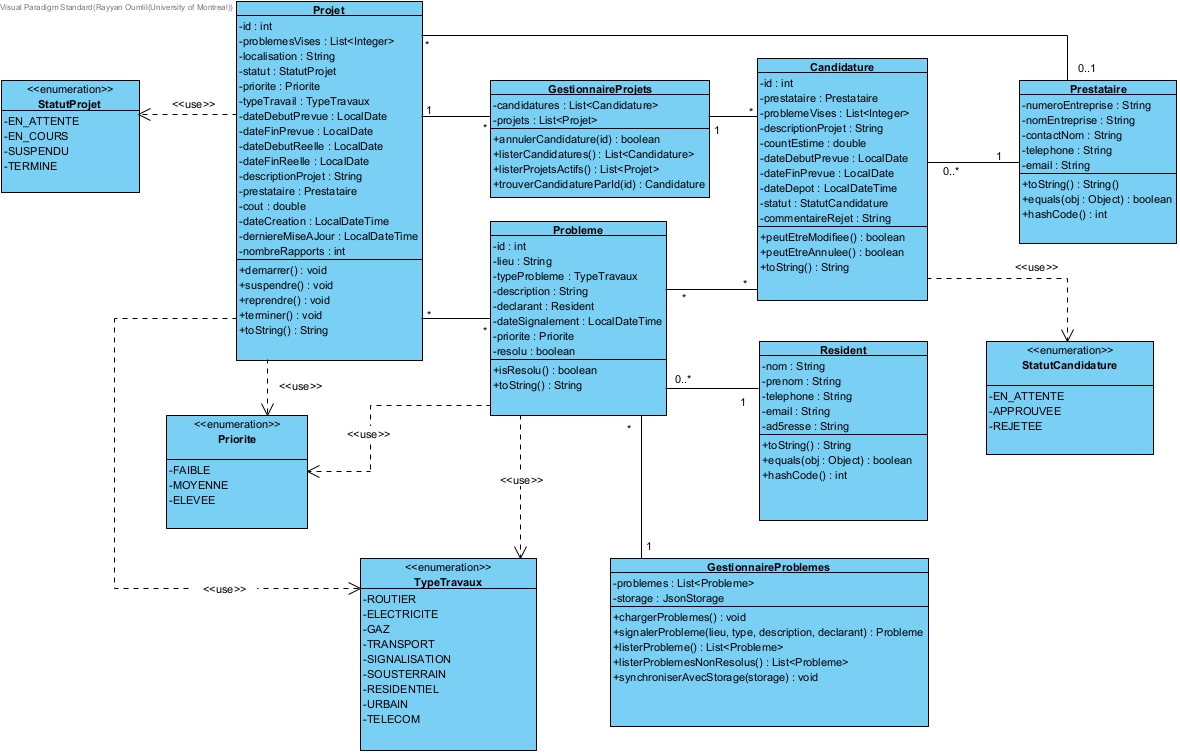 Visual Paradigm Standard(Rayyan Oumlil(University of Montreal))
Projet
-id : int
-problemesVises : List<Integer>
-localisation : String
-statut : StatutProjet
-priorite : Priorite
-typeTravail : TypeTravaux
-dateDebutPrevue : LocalDate
-dateFinPrevue : LocalDate
-dateDebutReelle : LocalDate
-dateFinReelle : LocalDate
-descriptionProjet : String
-prestataire : Prestataire
-cout : double
-dateCreation : LocalDateTime
-derniereMiseAJour : LocalDateTime
-nombreRapports : int
+demarrer() : void
+suspendre() : void
+reprendre() : void
+terminer() : void
+toString() : String
<<enumeration>>
StatutProjet
-EN_ATTENTE
-EN_COURS
-SUSPENDU
-TERMINE
<<use>>
*
0..1
GestionnaireProjets
-candidatures : List<Candidature>
-projets : List<Projet>
+annulerCandidature(id) : boolean
+listerCandidatures() : List<Candidature>
+listerProjetsActifs() : List<Projet>
+trouverCandidatureParId(id) : Candidature
1
*
1
*
Candidature
-id : int
-prestataire : Prestataire
-problemeVises : List<Integer>
-descriptionProjet : String
-countEstime : double
-dateDebutPrevue : LocalDate
-dateFinPrevue : LocalDate
-dateDepot : LocalDateTime
-statut : StatutCandidature
-commentaireRejet : String
+peutEtreModifiee() : boolean
+peutEtreAnnulee() : boolean
+toString() : String
Prestataire
-numeroEntreprise : String
-nomEntreprise : String
-contactNom : String
-telephone : String
-email : String
+toString() : String()
+equals(obj : Object) : boolean
+hashCode() : int
1
0..*
Probleme
-id : int
-lieu : String
-typeProbleme : TypeTravaux
-description : String
-declarant : Resident
-dateSignalement : LocalDateTime
-priorite : Priorite
-resolu : boolean
+isResolu() : boolean
+toString() : String
*
*
*
*
<<use>>
<<enumeration>>
StatutCandidature
-EN_ATTENTE
-APPROUVEE
-REJETEE
Resident
-nom : String
-prenom : String
-telephone : String
-email : String
-ad5resse : String
+toString() : String
+equals(obj : Object) : boolean
+hashCode() : int
0..*
1
<<use>>
<<enumeration>>
Priorite
-FAIBLE
-MOYENNE
-ELEVEE
<<use>>
<<use>>
*
1
<<use>>
<<enumeration>>
TypeTravaux
-ROUTIER
-ELECTRICITE
-GAZ
-TRANSPORT
-SIGNALISATION
-SOUSTERRAIN
-RESIDENTIEL
-URBAIN
-TELECOM
GestionnaireProblemes
-problemes : List<Probleme>
-storage : JsonStorage
+chargerProblemes() : void
+signalerProbleme(lieu, type, description, declarant) : Probleme
+listerProbleme() : List<Probleme>
+listerProblemesNonResolus() : List<Probleme>
+synchroniserAvecStorage(storage) : void